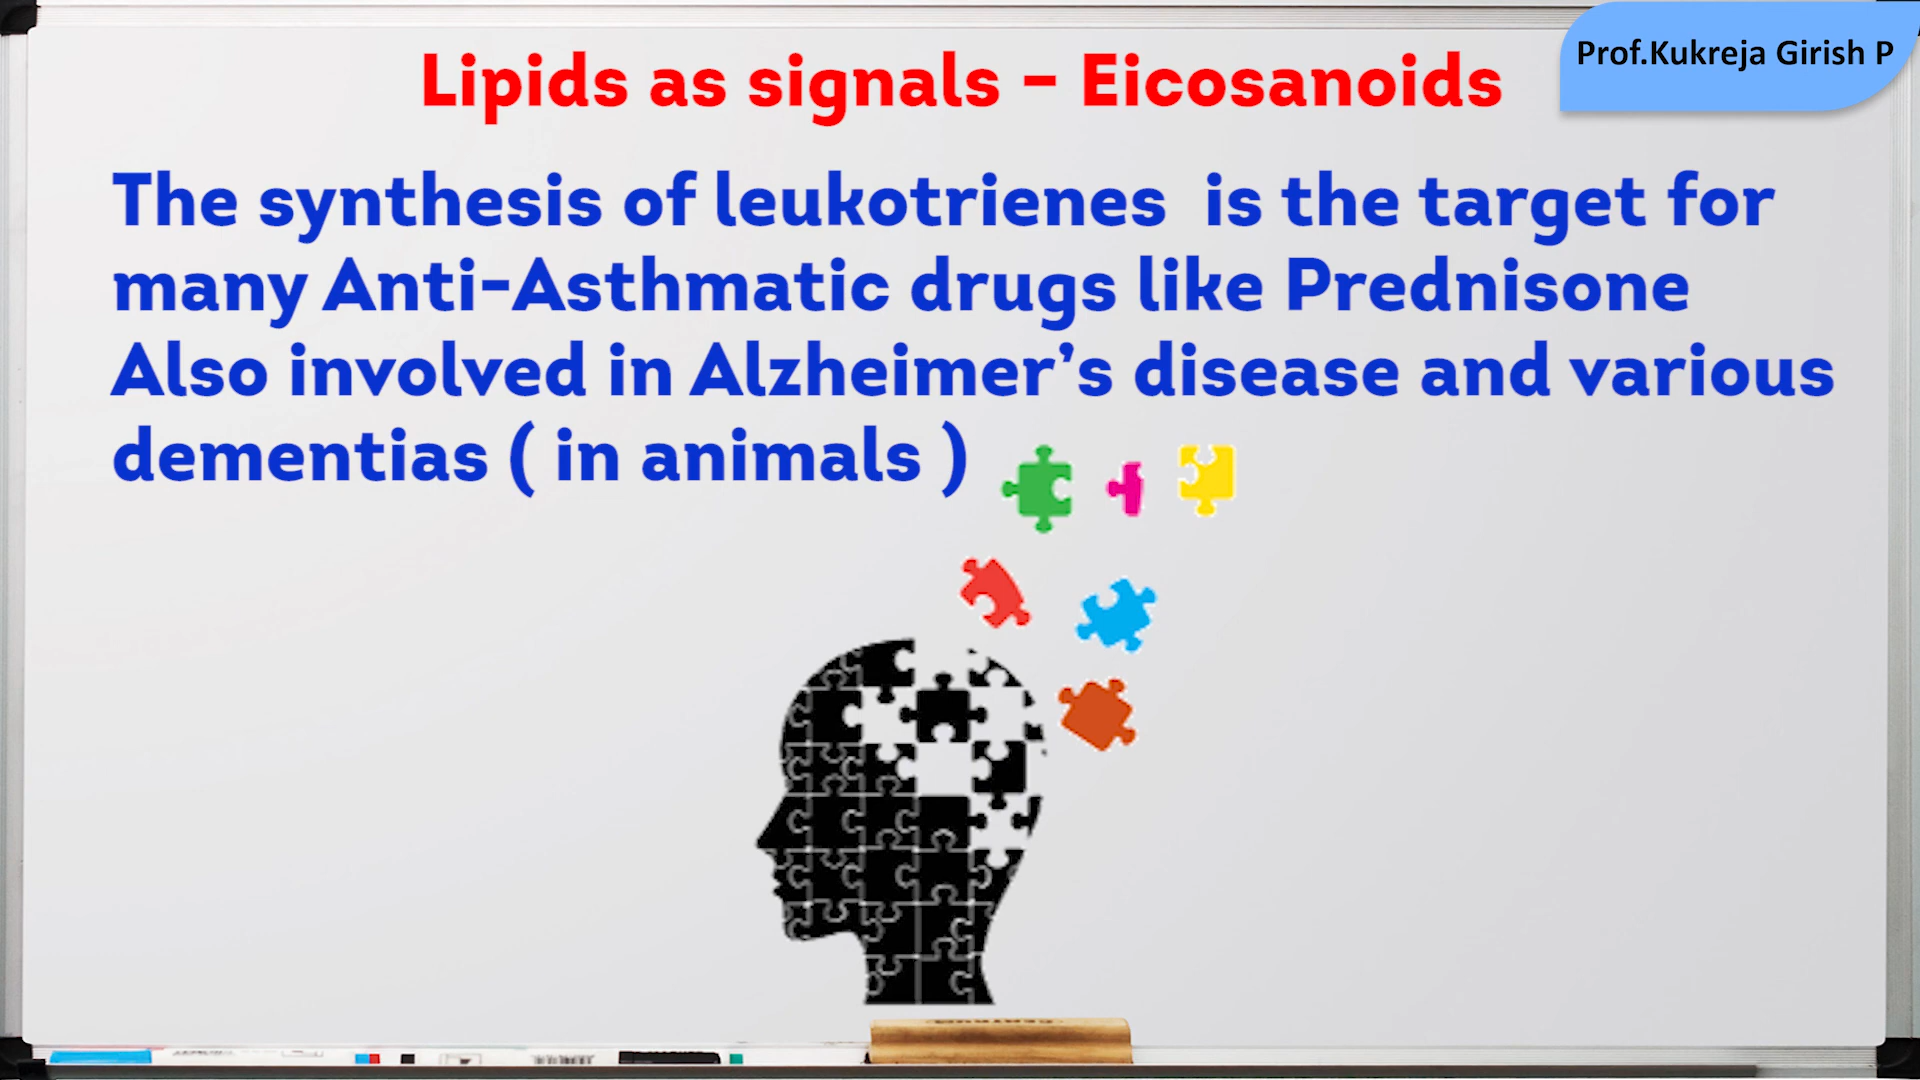 Prof.Kukreja Girish P
Lipids as signals – Eicosanoids
The synthesis of leukotrienes is the target for
many Anti-Asthmatic drugs like Prednisone
Also involved in Alzheimer’s disease and various
dementias ( in animals )